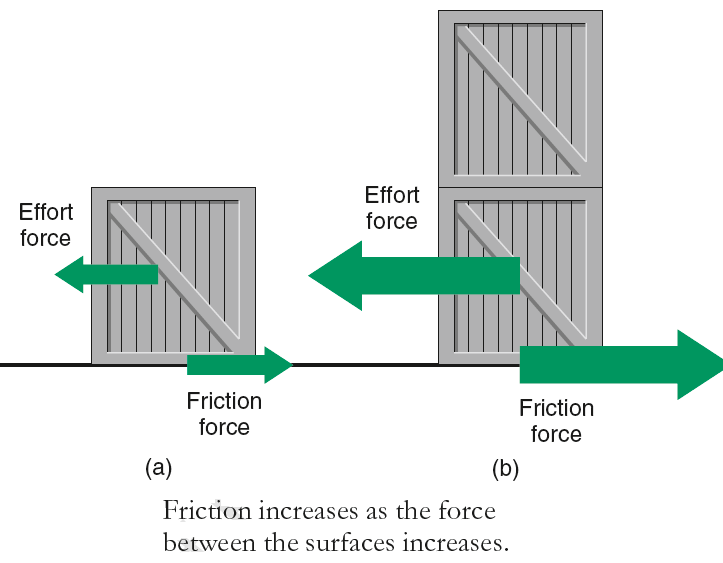 Effort
force
Effort
force
Friction
force
Friction
force
(a)
(b)
Friction increases as the force
between the surfaces increases.